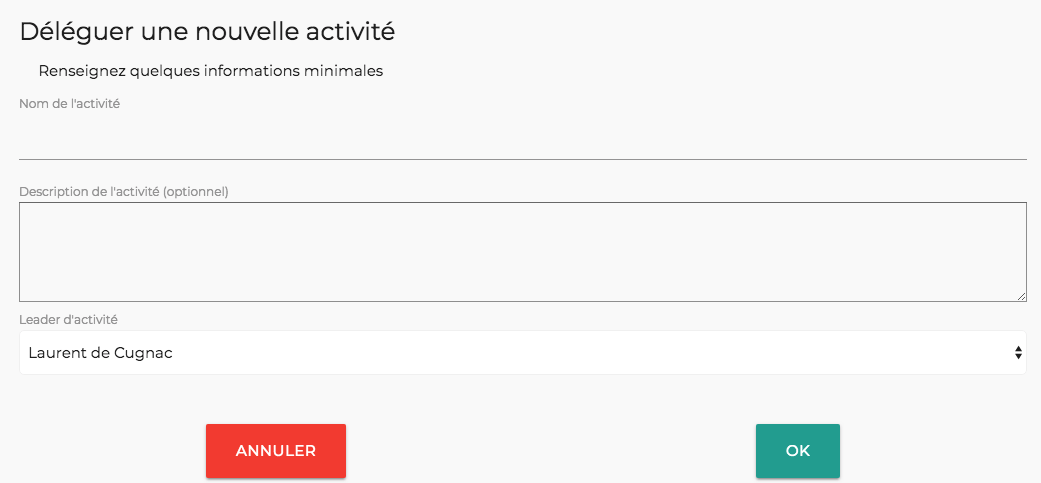 Déléguer une nouvelle activité
Renseignez quelques informations minimales
Nom de l'activité
Description de l'activité (optionnel)
Leader d'activité
Laurent de Cugnac
ANNULER
OK